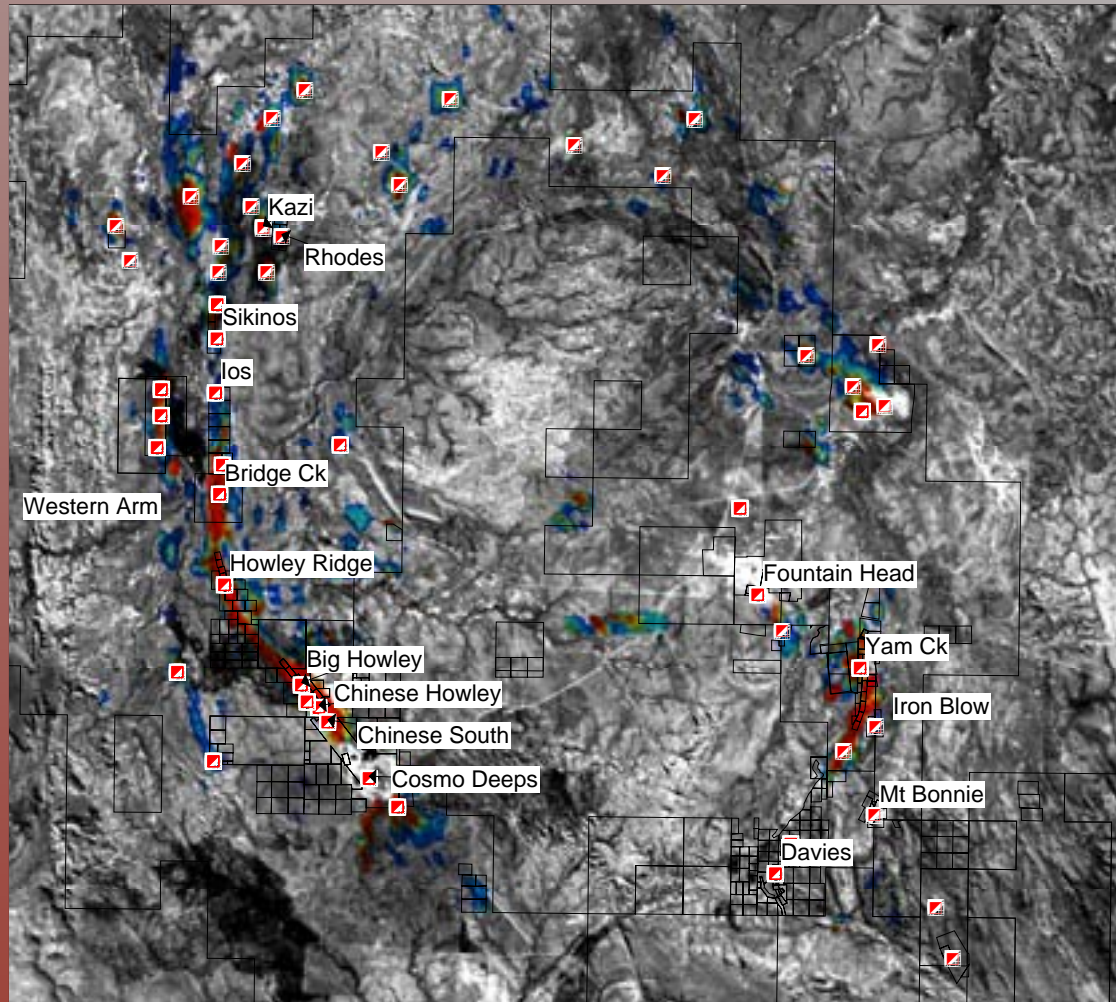 Kazi
Rhodes
Sikinos
Ios
Bridge Ck
Western Arm
Howley Ridge
Fountain Head
Big Howley
Yam Ck
Chinese Howley
Iron Blow
Chinese South
Cosmo Deeps
Mt Bonnie
Davies